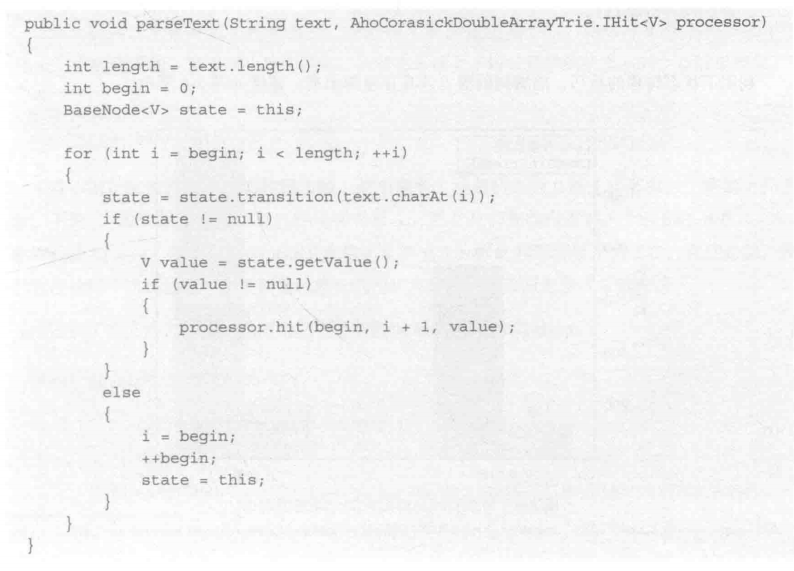 public void parseText(String text, AhoCorasickDoubleArrayTrie.IHit<V> processor)
{
    int length = text.length();
    int begin = 0;
    BaseNode<V> state = this;

    for (int i = begin; i < length; ++i)
    {
        state = state.transition(text.charAt(i));
        if (state != null)
        {
            V value = state.getValue();
            if (value != null)
            {
                processor.hit(begin, i + 1, value);
            }
        }
        else
        {
            i = begin;
            ++begin;
            state = this;
        }
    }
}